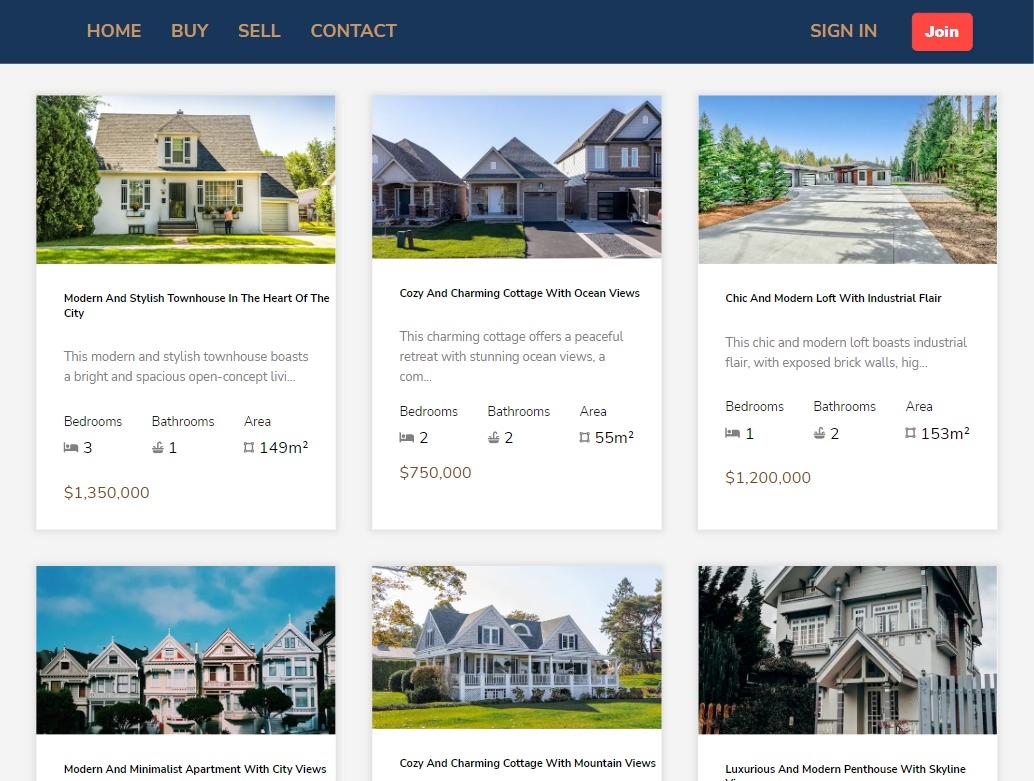 HOME BUY SELL CONTACT SIGN IN Join
Modern And Stylish Townhouse In The Heart Of The
City
This modern and stylish townhouse boasts
a bright and spacious open-concept livi...
Bedrooms Bathrooms Area
3 1 149m²
$1,350,000
Cozy And Charming Cottage With Ocean Views
This charming cottage offers a peaceful
retreat with stunning ocean views, a
com...
Bedrooms Bathrooms Area
2 2 55m²
$750,000
Chic And Modern Loft With Industrial Flair
This chic and modern loft boasts industrial
flair, with exposed brick walls, hig...
Bedrooms Bathrooms Area
1 2 153m²
$1,200,000
Modern And Minimalist Apartment With City Views
Cozy And Charming Cottage With Mountain Views
Luxurious And Modern Penthouse With Skyline